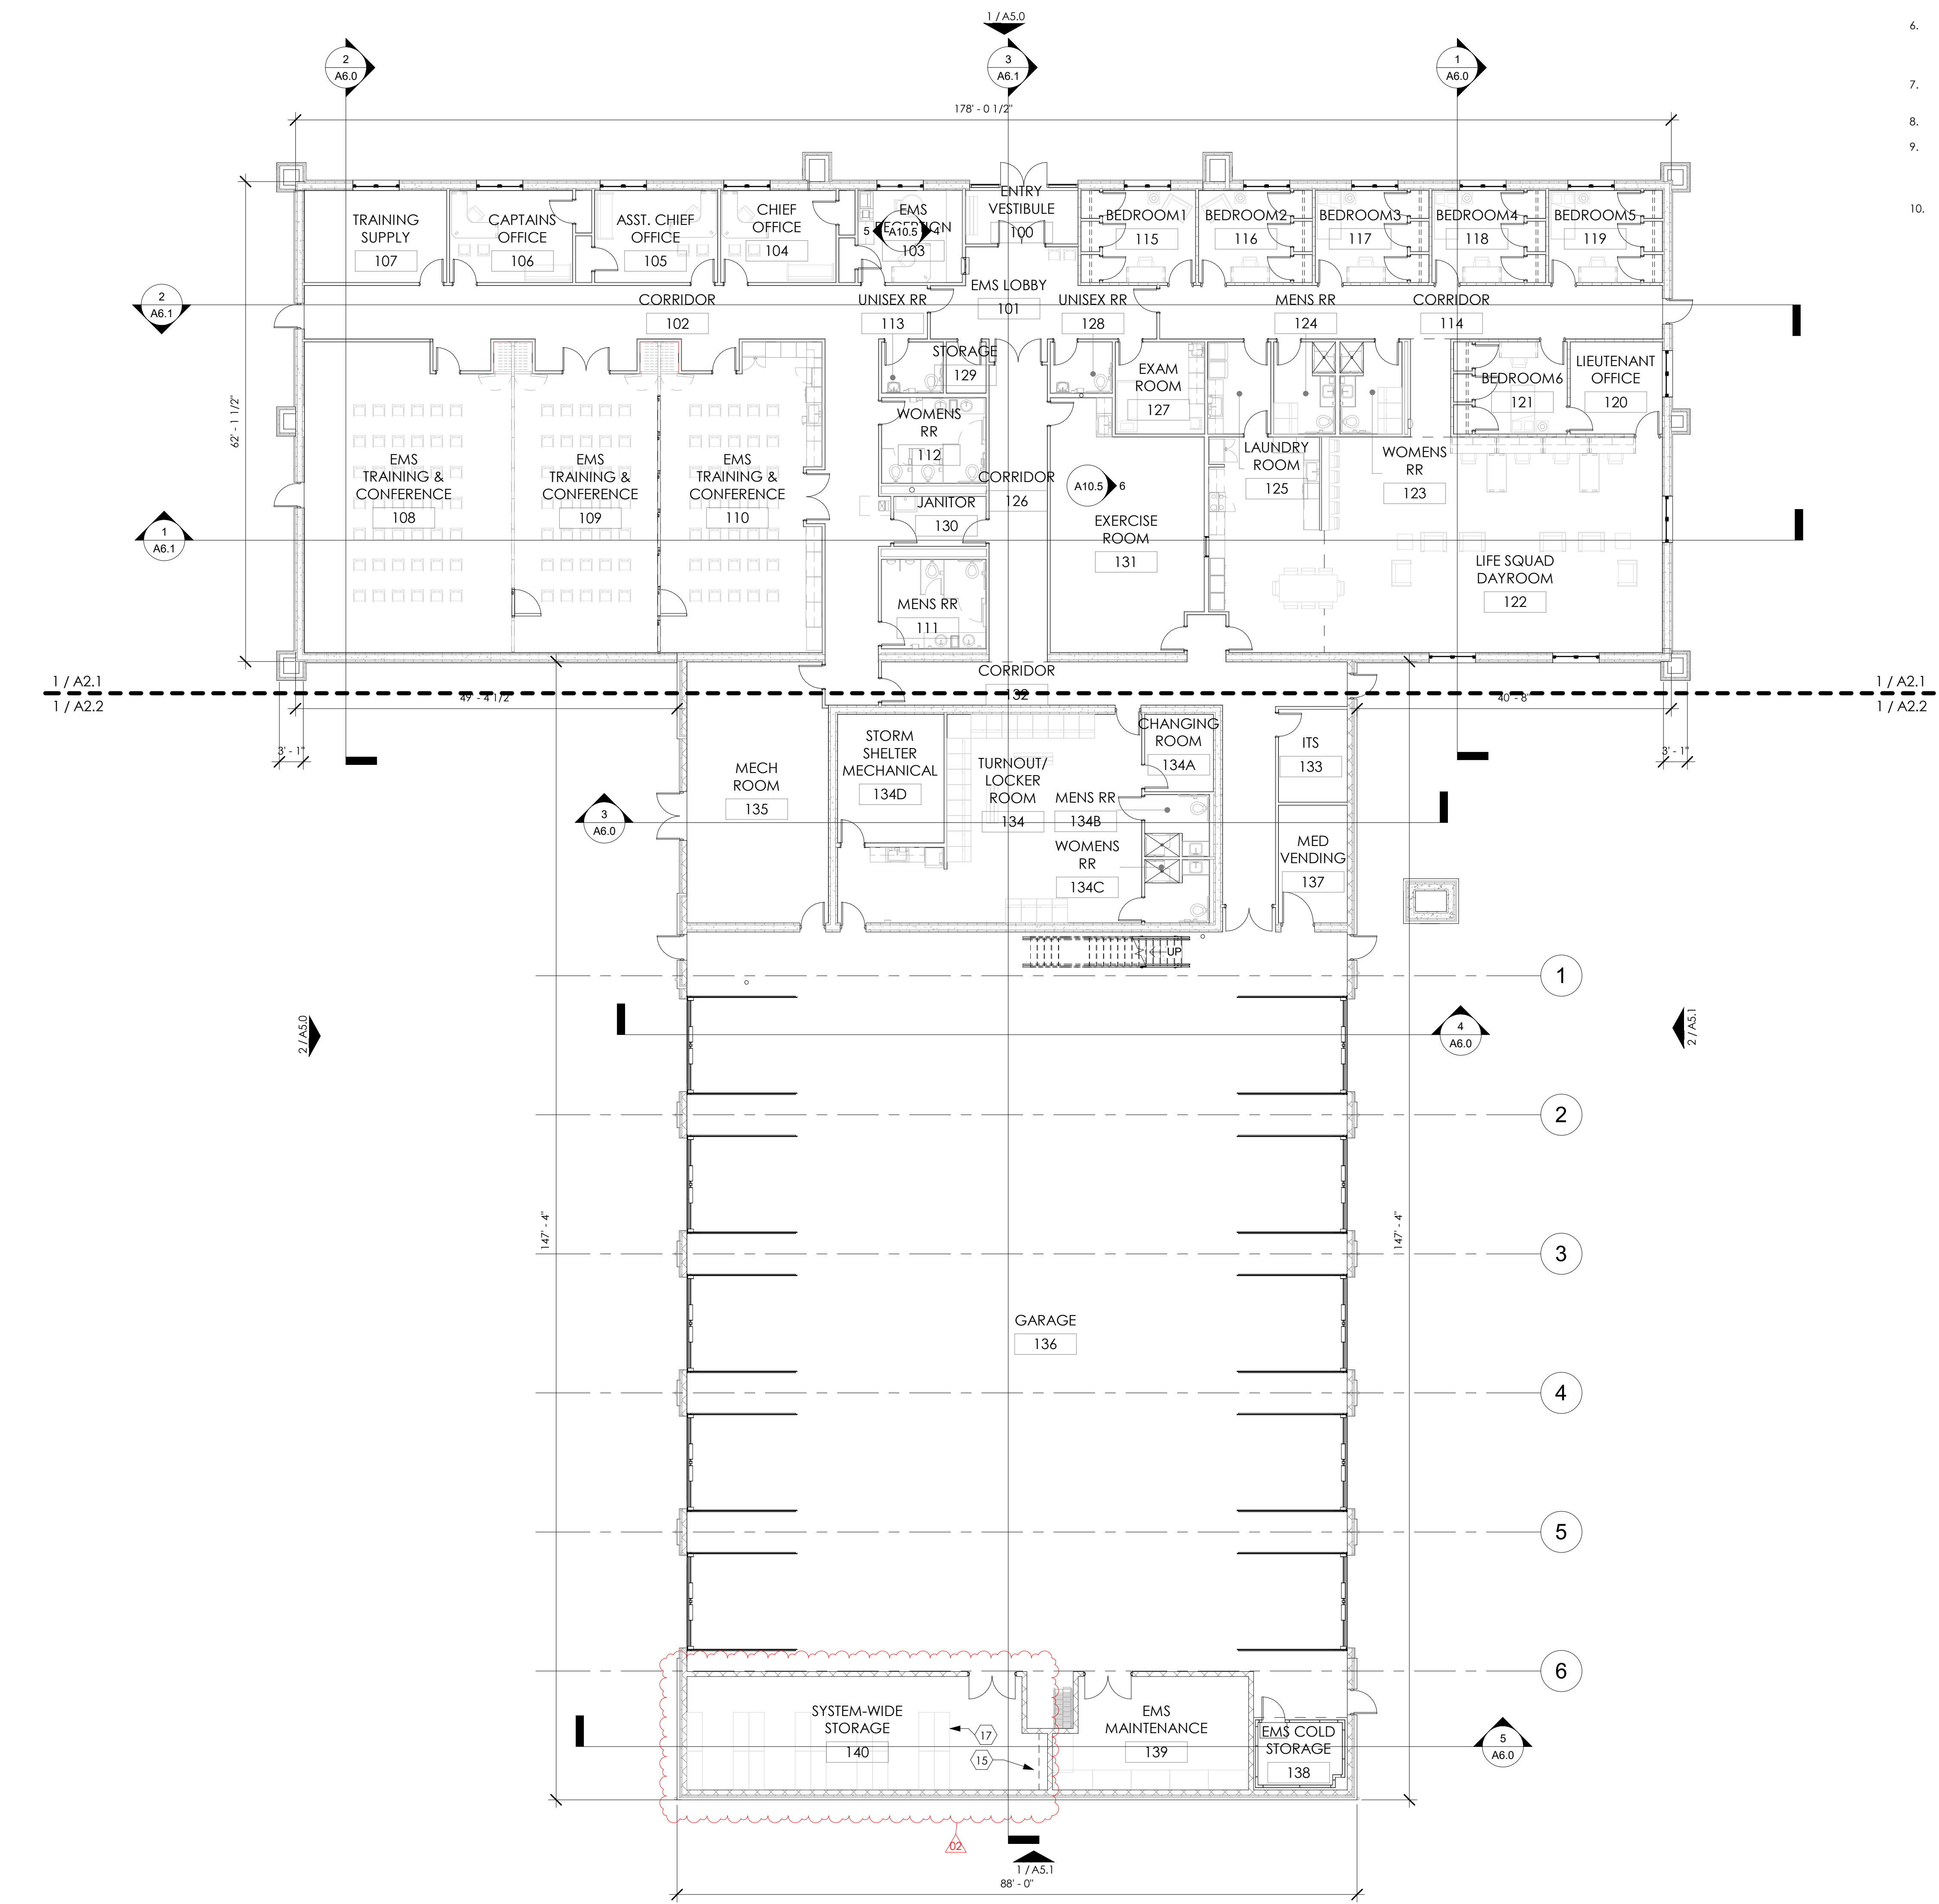 1 / A5.0
6.
2
A6.0
3
A6.1
1
A6.0
7.
178' - 0 1/2"
8.
9.
10.
TRAINING
SUPPLY
107
CAPTAINS
OFFICE
106
ASST. CHIEF
OFFICE
105
CHIEF
OFFICE
104
EMS
RECEPTION
103
5
A10.5
4
ENTRY
VESTIBULE
100
BEDROOM1
115
BEDROOM2
116
BEDROOM3
117
BEDROOM4
118
BEDROOM5
119
2
A6.1
CORRIDOR
102
UNISEX RR
113
EMS LOBBY
101
UNISEX RR
128
MENS RR
124
CORRIDOR
114
62' - 1 1/2"
STORAGE
129
EXAM
ROOM
127
BEDROOM6
121
LIEUTENANT
OFFICE
120
WOMENS
RR
112
EMS
TRAINING &
CONFERENCE
108
EMS
TRAINING &
CONFERENCE
109
EMS
TRAINING &
CONFERENCE
110
LAUNDRY
ROOM
125
WOMENS
RR
123
CORRIDOR
126
A10.5
6
JANITOR
130
1
A6.1
EXERCISE
ROOM
131
LIFE SQUAD
DAYROOM
122
MENS RR
111
CORRIDOR
132
1 / A2.1
1 / A2.2
1 / A2.1
1 / A2.2
49' - 4 1/2"
40' - 8"
3' - 1"
3' - 1"
CHANGING
ROOM
134A
STORM
SHELTER
MECHANICAL
134D
ITS
133
MECH
ROOM
135
TURNOUT/
LOCKER
ROOM
134
MENS RR
134B
WOMENS
RR
134C
3
A6.0
MED
VENDING
137
UP
1
2 / A5.0
4
A6.0
2 / A5.1
2
147' - 4"
147' - 4"
3
GARAGE
136
4
5
6
SYSTEM-WIDE
STORAGE
140
17
15
EMS
MAINTENANCE
139
EMS COLD
STORAGE
138
5
A6.0
02
1 / A5.1
88' - 0"